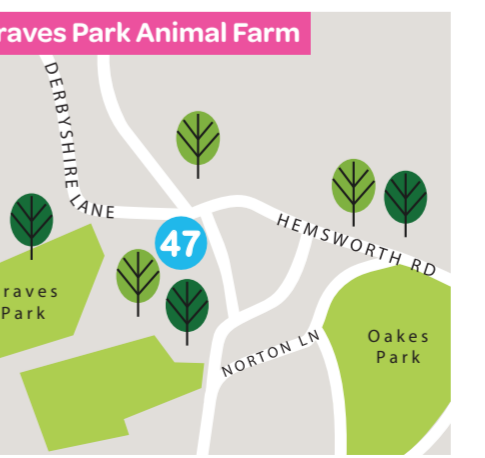 raves Park Animal Farm
DERBYSHIRE LANE
47
HEMSWORTH RD
raves
Park
NORTON LN
Oakes
Park